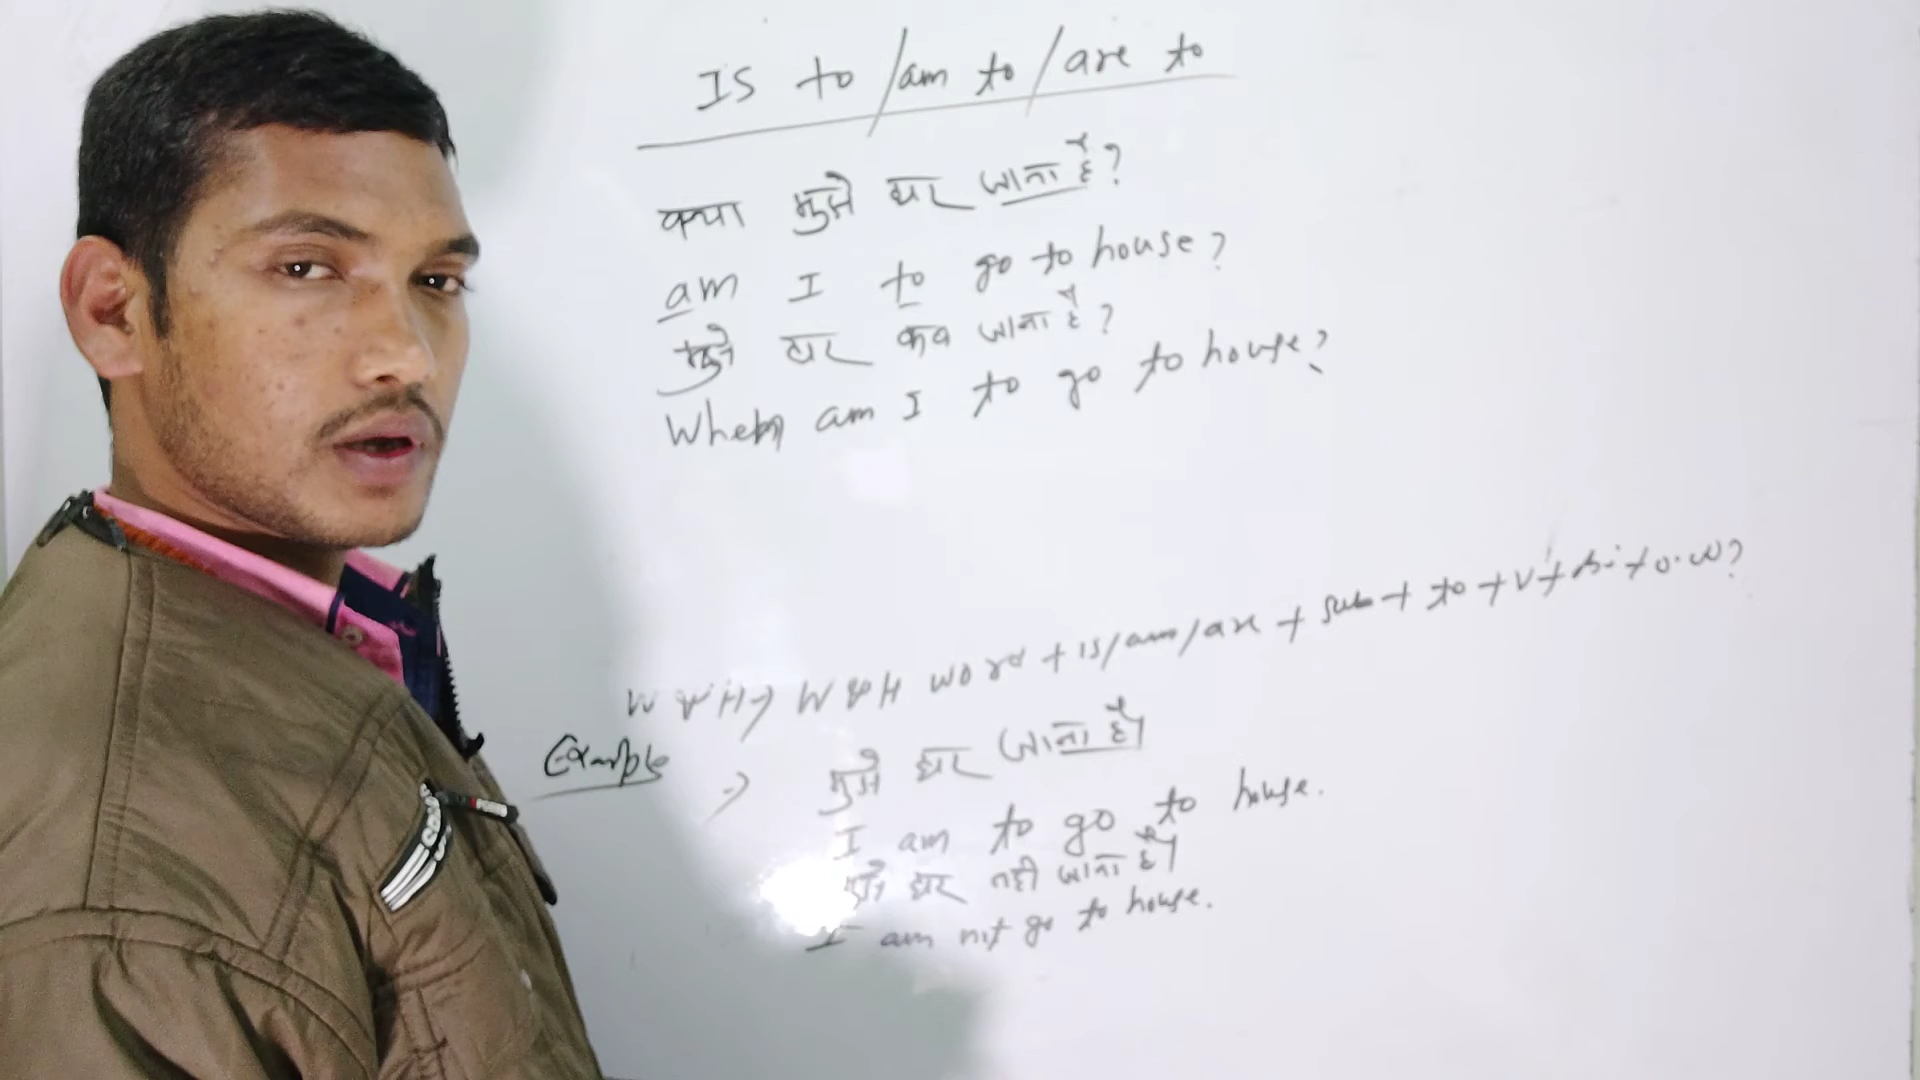 IS to /am to /are to
क्या मुझे घर जाना है?
am I to go to house?
मुझे घर कब जाना है?
When am I to go to house?
W & H → W & H word + is/am/are + sub + to + V¹ + + o.w?
Example → मुझे घर जाना है।
I am to go to house.
मुझे घर नही जाना है।
I am not go to house.